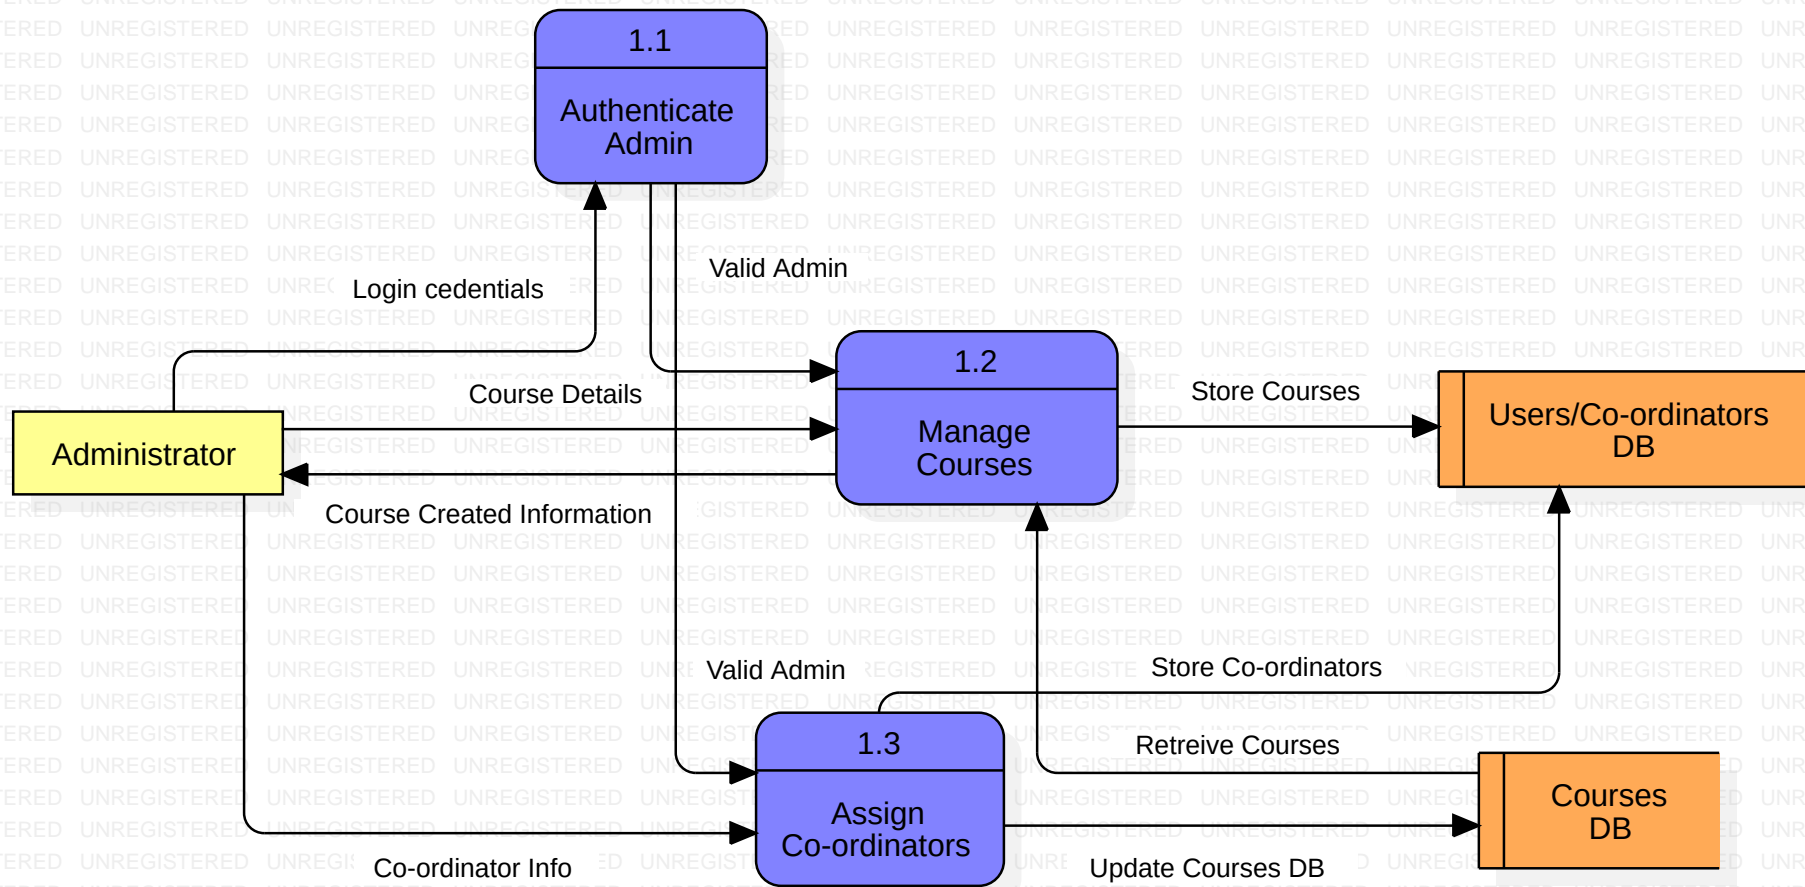 1.1
Authenticate
Admin
Login cedentials
Valid Admin
1.2
Manage
Courses
Course Details
Store Courses
Users/Co-ordinators
DB
Administrator
Course Created Information
Valid Admin
Store Co-ordinators
1.3
Assign
Co-ordinators
Retreive Courses
Courses
DB
Co-ordinator Info
Update Courses DB
UNREGISTERED